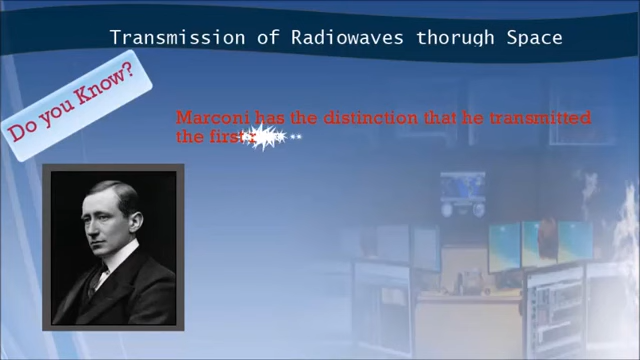 Transmission of Radiowaves thorugh Space
Do you Know?
Marconi has the distinction that he transmitted
the first